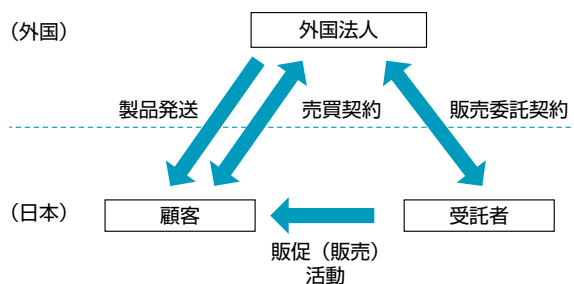 （外国）
外国法人
製品発送
売買契約
販売委託契約
（日本）
顧客
受託者
販促（販売）
活動